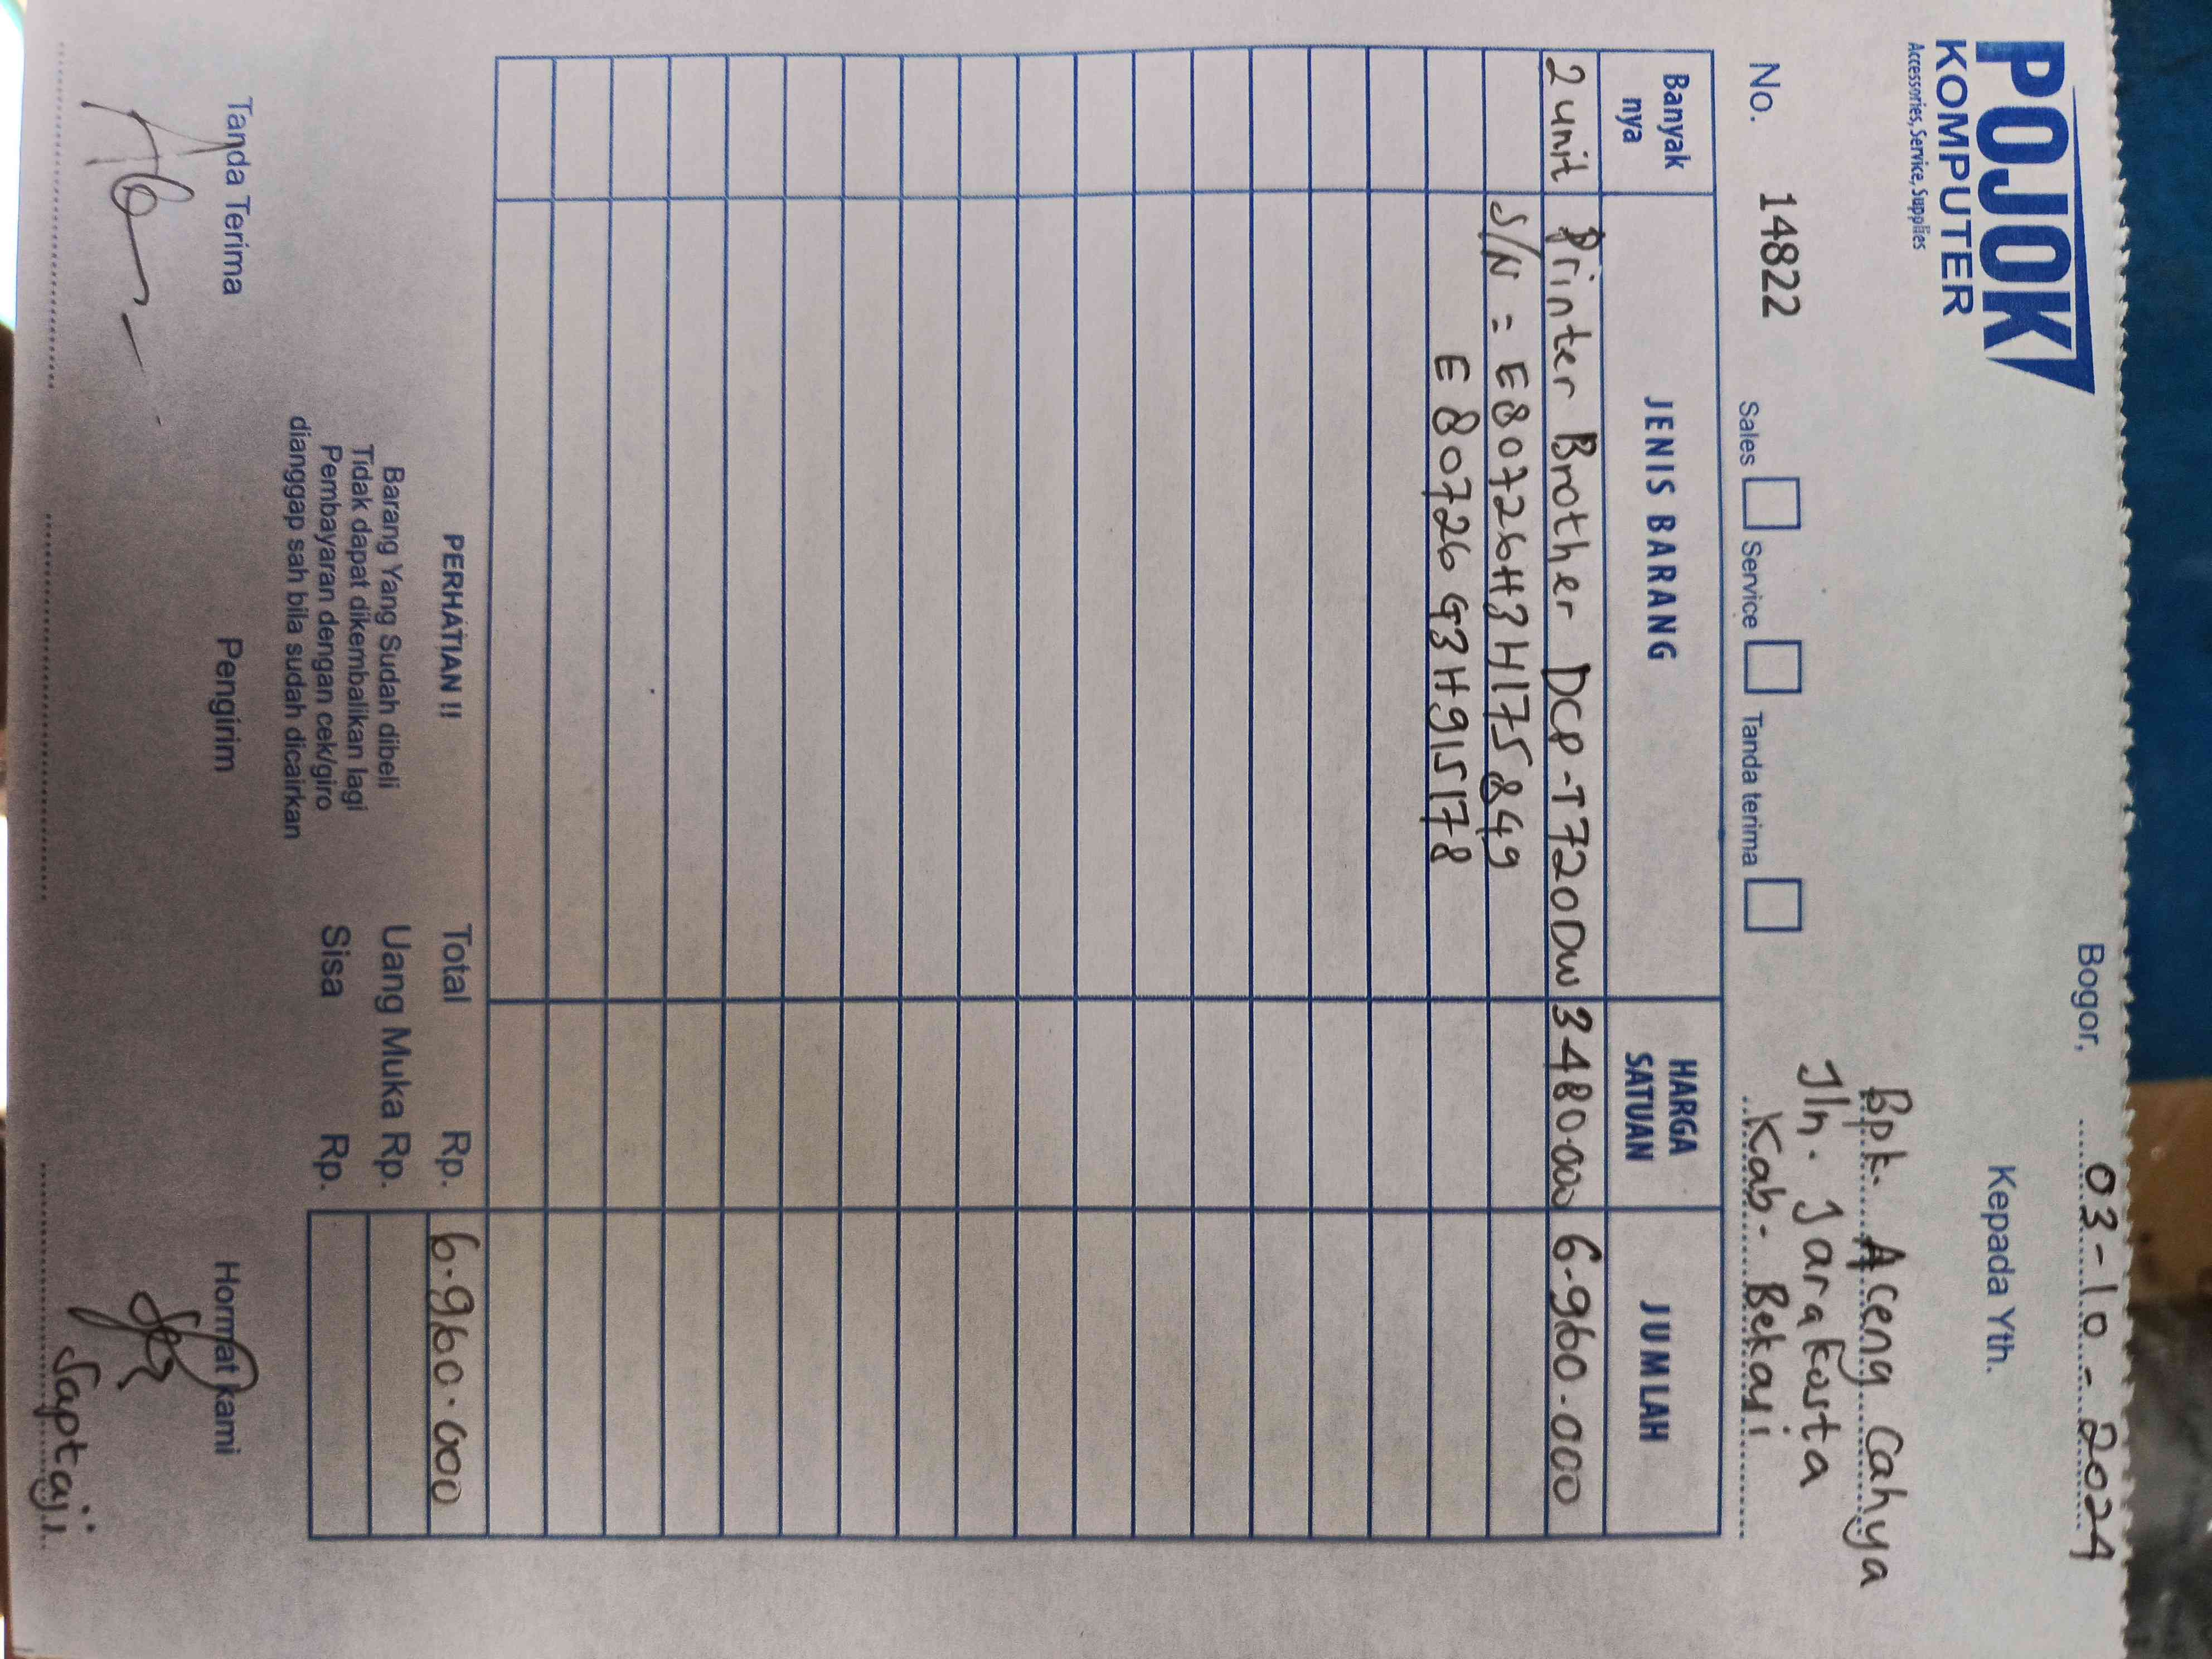 POJOK
KOMPUTER
Accessories, Service, Supplies
Bogor, 03-10-2024
Kepada Yth.
Bpk. Aceng Cahya
Jln. Jarakosta
Kab. Bekasi
No. 14822 Sales Service Tanda terima
Banyak nya JENIS BARANG HARGA SATUAN JUMLAH
2 unit Printer Brother DCP-T720DW 3480.000 6.960.000
S/N = E80726H3H175849
E80726G3H915178
PERHATIAN !! Total Rp. 6.960.000
Barang Yang Sudah dibeli Uang Muka Rp.
Tidak dapat dikembalikan lagi
Pembayaran dengan cek/giro Sisa Rp.
dianggap sah bila sudah dicairkan
Tanda Terima Pengirim Hormat kami
Saptaji